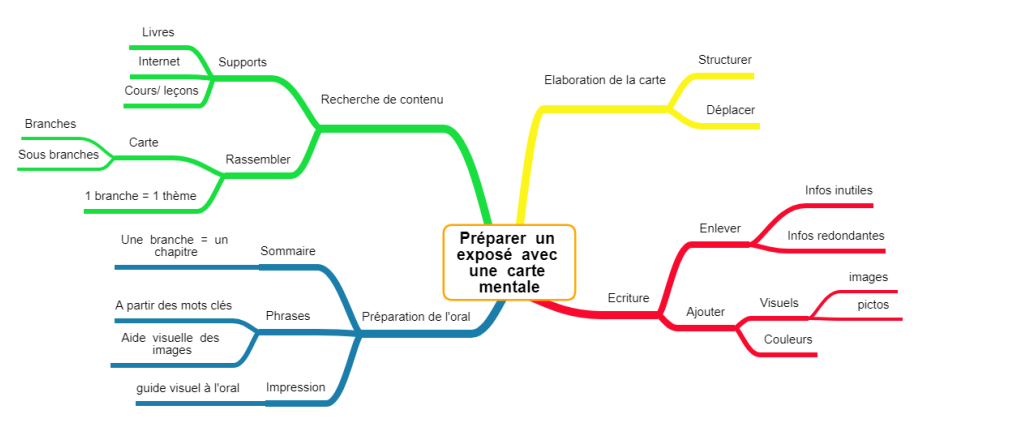 Préparer un
exposé avec
une carte
mentale
Recherche de contenu
Supports
Livres
Internet
Cours/ leçons
Rassembler
Carte
Branches
Sous branches
1 branche = 1 thème
Elaboration de la carte
Structurer
Déplacer
Ecriture
Enlever
Infos inutiles
Infos redondantes
Ajouter
Visuels
images
pictos
Couleurs
Préparation de l'oral
Sommaire
Une branche = un
chapitre
Phrases
A partir des mots clés
Aide visuelle des
images
Impression
guide visuel à l'oral